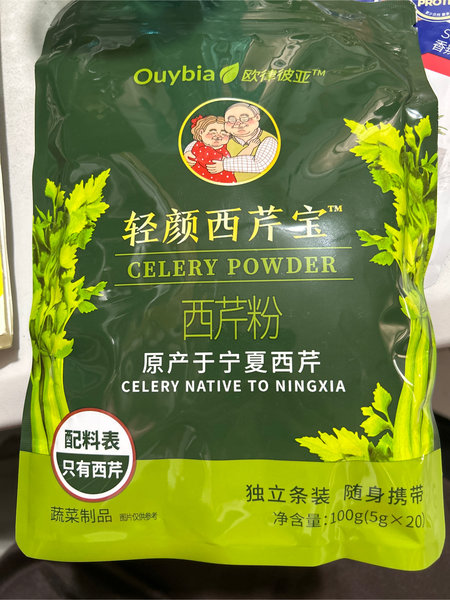 Ouybia 欧律彼亚™
轻颜西芹宝™
CELERY POWDER
西芹粉
原产于宁夏西芹
CELERY NATIVE TO NINGXIA
配料表
只有西芹
独立条装 随身携带
蔬菜制品 图片仅供参考
净含量:100g(5g×20)
PROTE
S
香